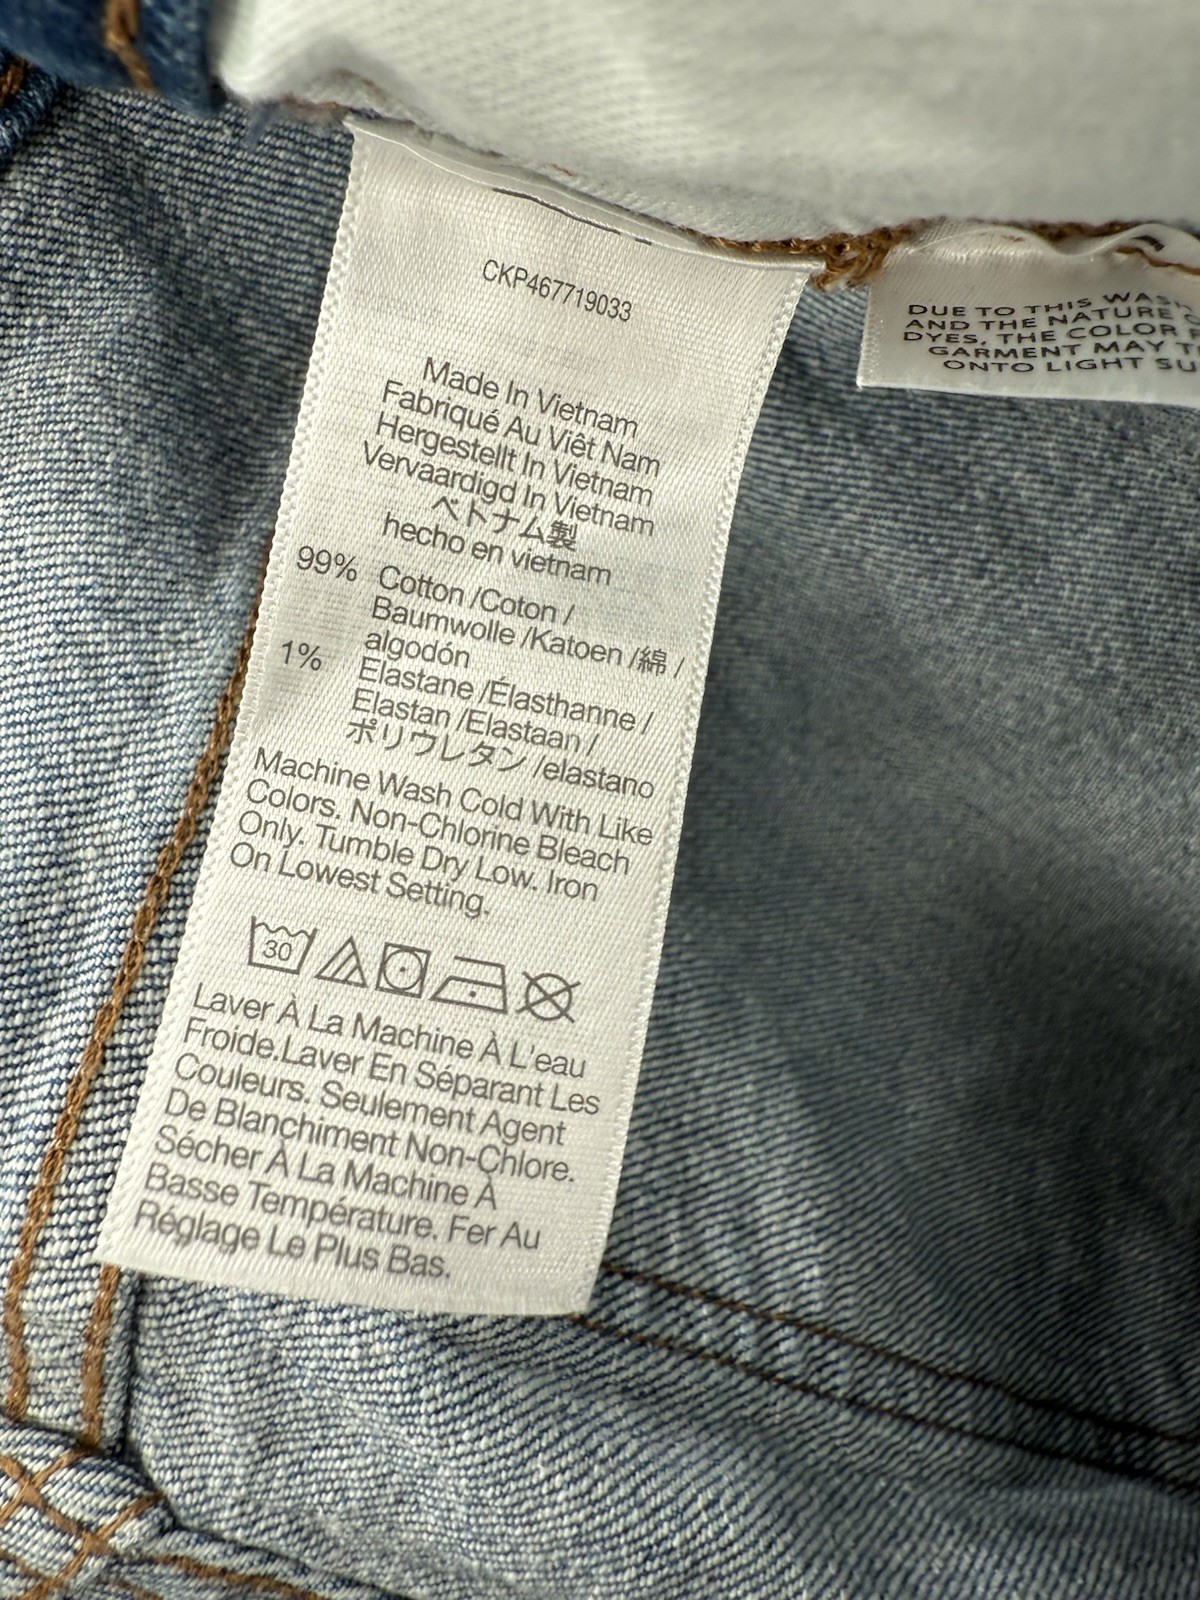 CKP467719033
Made In Vietnam
Fabriqué Au Viêt Nam
Hergestellt In Vietnam
Vervaardigd In Vietnam
ベトナム製
hecho en vietnam
99% Cotton /Coton /
Baumwolle /Katoen /綿 /
algodón
1% Elastane /Élasthanne /
Elastan /Elastaan /
ポリウレタン /elastano
Machine Wash Cold With Like
Colors. Non-Chlorine Bleach
Only. Tumble Dry Low. Iron
On Lowest Setting.
30
Laver À La Machine À L'eau
Froide.Laver En Séparant Les
Couleurs. Seulement Agent
De Blanchiment Non-Chlore.
Sécher À La Machine À
Basse Température. Fer Au
Réglage Le Plus Bas.
DUE TO THIS WASH
AND THE NATURE
DYES, THE COLOR
GARMENT MAY
ONTO LIGHT